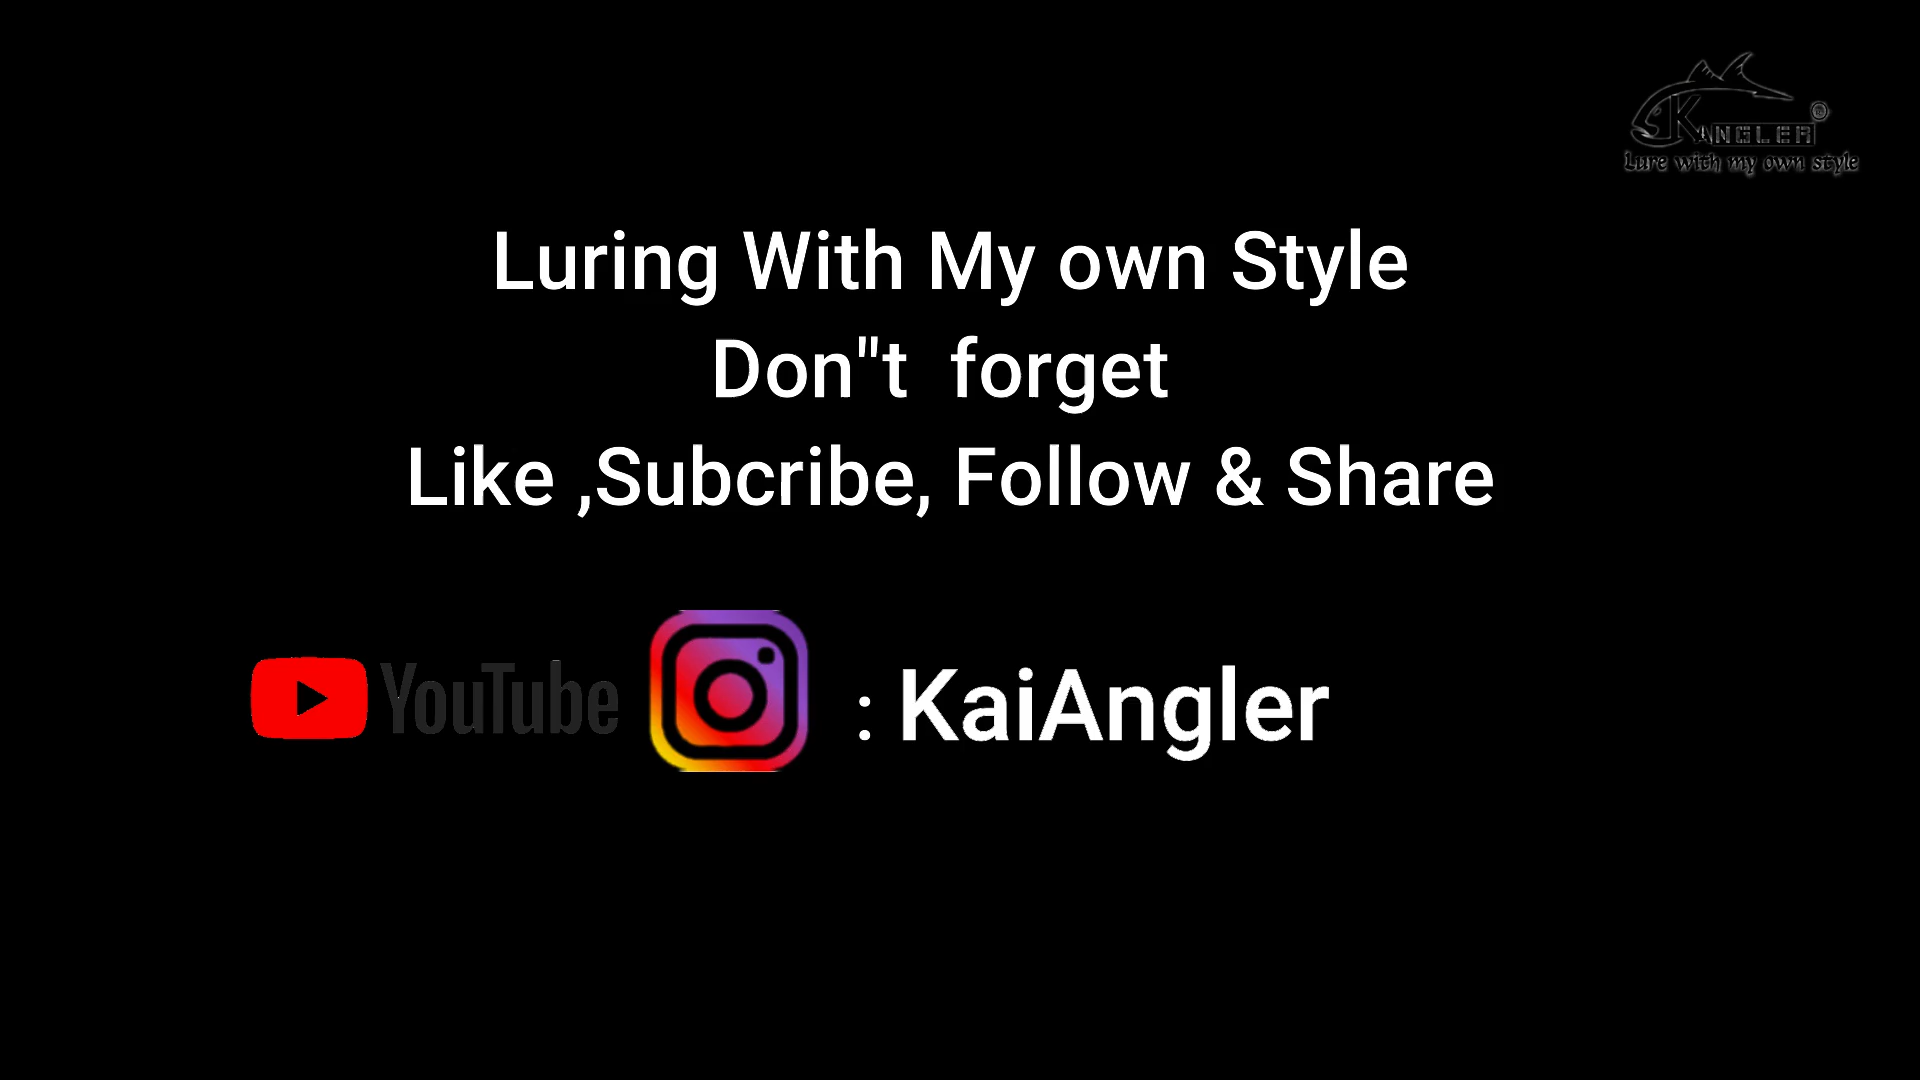 KANGLER®
Lure with my own style
Luring With My own Style
Don"t  forget
Like ,Subcribe, Follow & Share
YouTube : KaiAngler